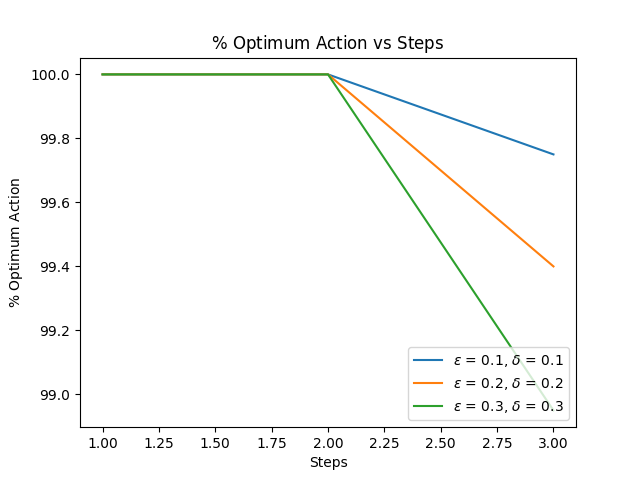 % Optimum Action vs Steps
% Optimum Action
100.0
99.8
99.6
99.4
99.2
99.0
ε = 0.1, δ = 0.1
ε = 0.2, δ = 0.2
ε = 0.3, δ = 0.3
1.00 1.25 1.50 1.75 2.00 2.25 2.50 2.75 3.00
Steps